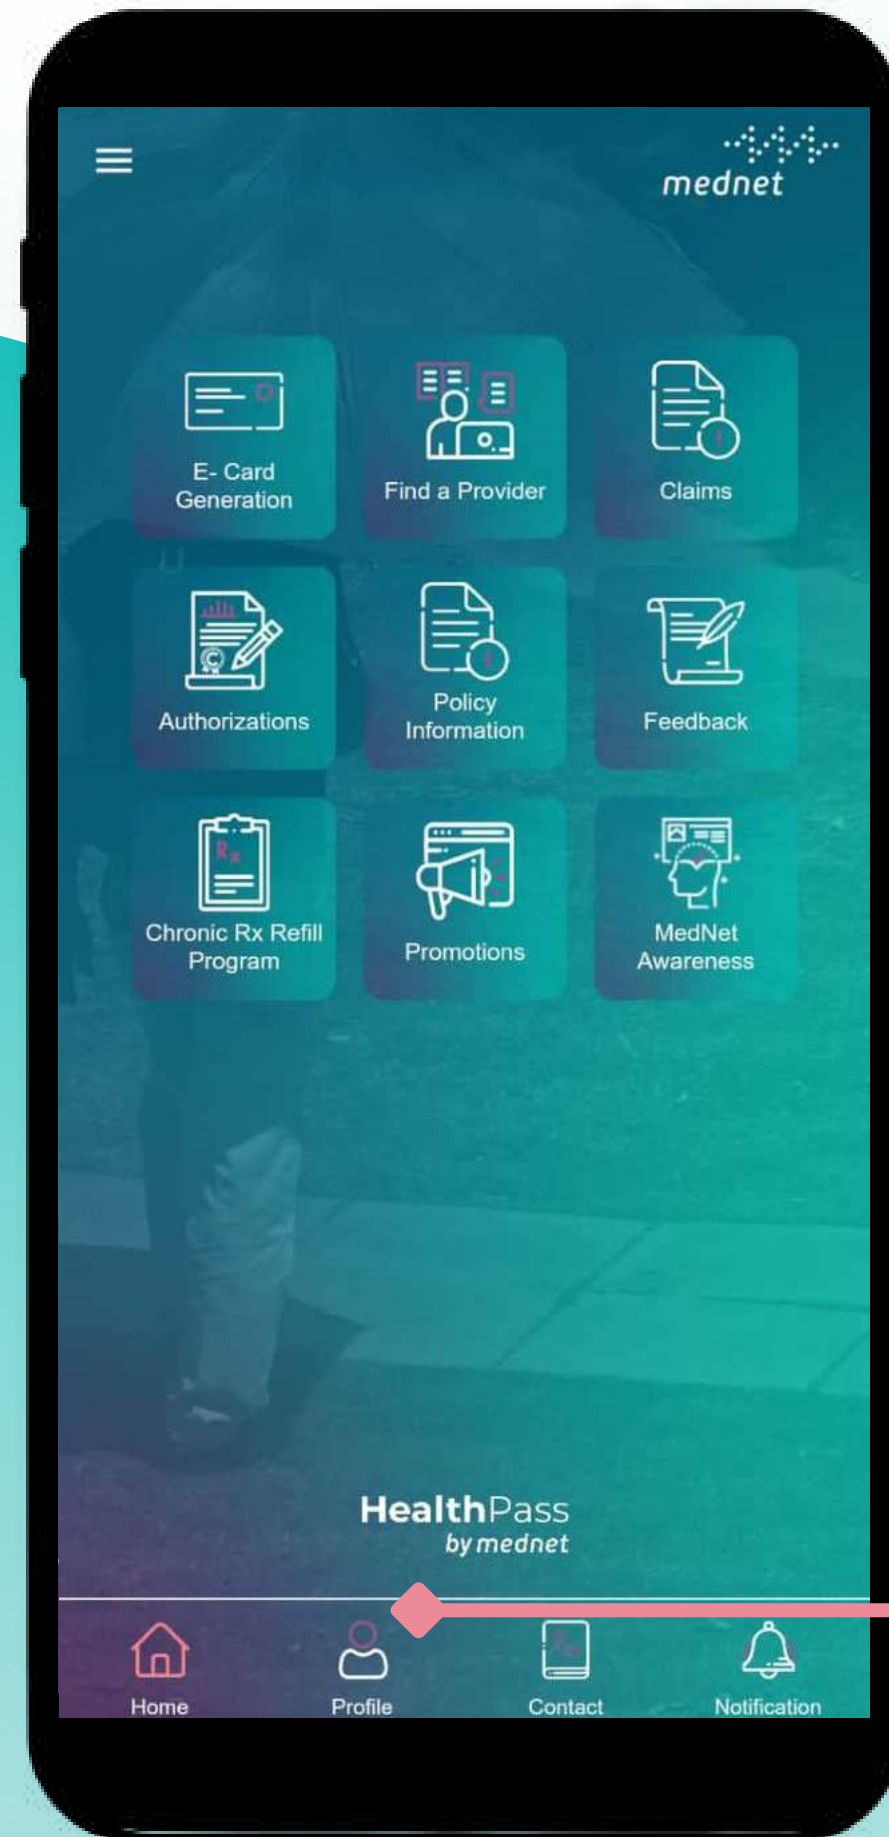 mednet
E- Card
Generation
Find a Provider
Claims
Authorizations
Policy
Information
Feedback
Chronic Rx Refill
Program
Promotions
MedNet
Awareness
HealthPass
by mednet
Home
Profile
Contact
Notification